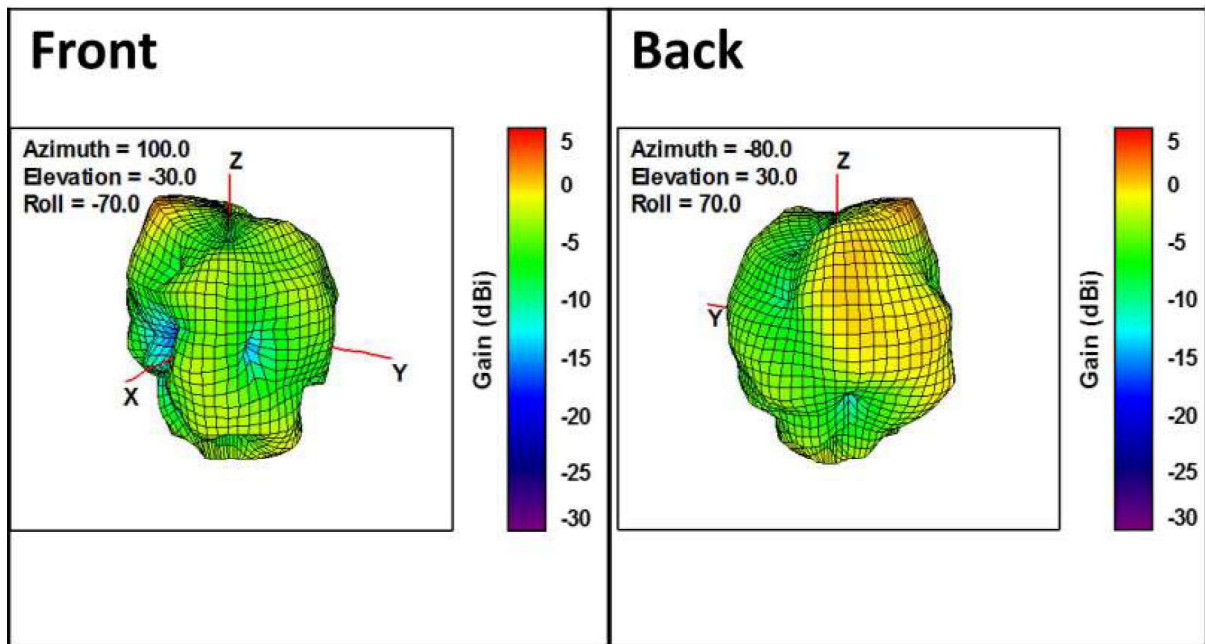 Front
Azimuth = 100.0
Elevation = -30.0
Roll = -70.0
Z
Y
X
5
0
-5
-10
-15
-20
-25
-30
Gain (dBi)
Back
Azimuth = -80.0
Elevation = 30.0
Roll = 70.0
Z
Y
5
0
-5
-10
-15
-20
-25
-30
Gain (dBi)